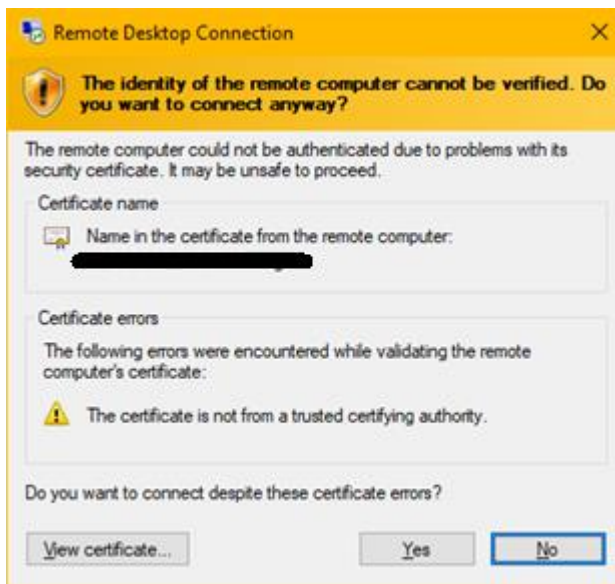 Remote Desktop Connection
The identity of the remote computer cannot be verified. Do
you want to connect anyway?
The remote computer could not be authenticated due to problems with its
security certificate. It may be unsafe to proceed.
Certificate name
Name in the certificate from the remote computer:
Certificate errors
The following errors were encountered while validating the remote
computer's certificate:
The certificate is not from a trusted certifying authority.
Do you want to connect despite these certificate errors?
View certificate... Yes No